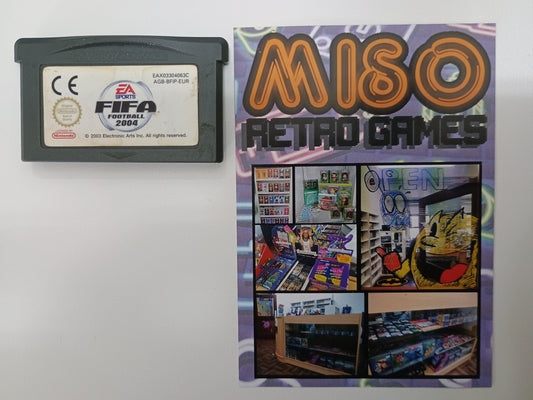 CE
EAX03304063C
AGB-BFIP-EUR
EA
SPORTS
FIFA
FOOTBALL
2004
Nintendo
© 2003 Electronic Arts Inc. All rights reserved.
MISO
RETRO GAMES
OPEN